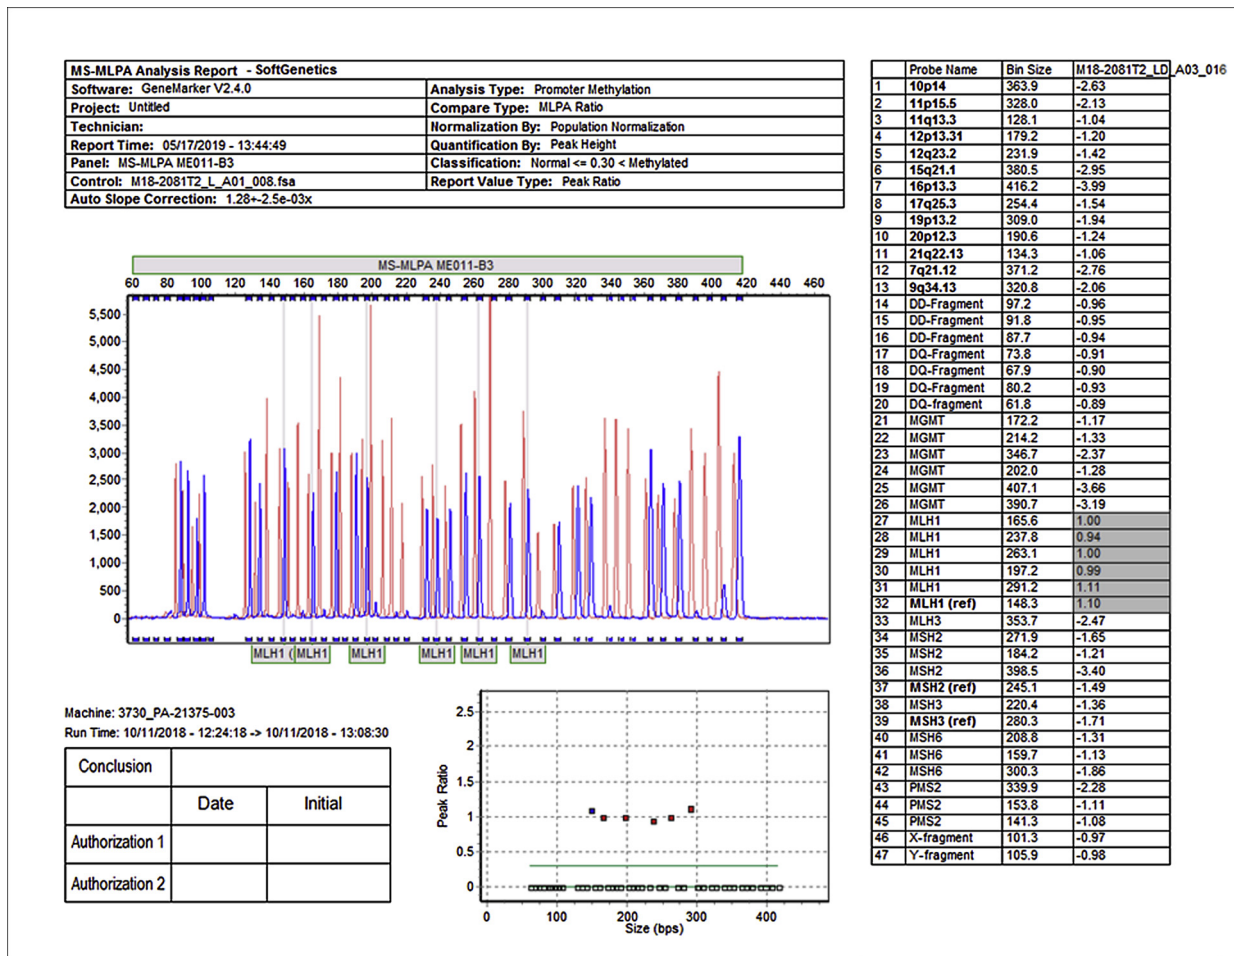 MS-MLPA Analysis Report - SoftGenetics
Software: GeneMarker V2.4.0 Analysis Type: Promoter Methylation
Project: Untitled Compare Type: MLPA Ratio
Technician: Normalization By: Population Normalization
Report Time: 05/17/2019 - 13:44:49 Quantification By: Peak Height
Panel: MS-MLPA ME011-B3 Classification: Normal <= 0.30 < Methylated
Control: M18-2081T2_L_A01_008.fsa Report Value Type: Peak Ratio
Auto Slope Correction: 1.28+-2.5e-03x
MS-MLPA ME011-B3
60 80 100 120 140 160 180 200 220 240 260 280 300 320 340 360 380 400 420 440 460
5,500
5,000
4,500
4,000
3,500
3,000
2,500
2,000
1,500
1,000
500
0
MLH1 ( MLH1 MLH1 MLH1 MLH1 MLH1
Machine: 3730_PA-21375-003
Run Time: 10/11/2018 - 12:24:18 -> 10/11/2018 - 13:08:30
Conclusion
Date Initial
Authorization 1
Authorization 2
Peak Ratio
2.5
2
1.5
1
0.5
0
0 100 200 300 400
Size (bps)
Probe Name Bin Size M18-2081T2_LD_A03_016
1 10p14 363.9 -2.63
2 11p15.5 328.0 -2.13
3 11q13.3 128.1 -1.04
4 12p13.31 179.2 -1.20
5 12q23.2 231.9 -1.42
6 15q21.1 380.5 -2.95
7 16p13.3 416.2 -3.99
8 17q25.3 254.4 -1.54
9 19p13.2 309.0 -1.94
10 20p12.3 190.6 -1.24
11 21q22.13 134.3 -1.06
12 7q21.12 371.2 -2.76
13 9q34.13 320.8 -2.06
14 DD-Fragment 97.2 -0.96
15 DD-Fragment 91.8 -0.95
16 DD-Fragment 87.7 -0.94
17 DQ-Fragment 73.8 -0.91
18 DQ-Fragment 67.9 -0.90
19 DQ-Fragment 80.2 -0.93
20 DQ-fragment 61.8 -0.89
21 MGMT 172.2 -1.17
22 MGMT 214.2 -1.33
23 MGMT 346.7 -2.37
24 MGMT 202.0 -1.28
25 MGMT 407.1 -3.66
26 MGMT 390.7 -3.19
27 MLH1 165.6 1.00
28 MLH1 237.8 0.94
29 MLH1 263.1 1.00
30 MLH1 197.2 0.99
31 MLH1 291.2 1.11
32 MLH1 (ref) 148.3 1.10
33 MLH3 353.7 -2.47
34 MSH2 271.9 -1.65
35 MSH2 184.2 -1.21
36 MSH2 398.5 -3.40
37 MSH2 (ref) 245.1 -1.49
38 MSH3 220.4 -1.36
39 MSH3 (ref) 280.3 -1.71
40 MSH6 208.8 -1.31
41 MSH6 159.7 -1.13
42 MSH6 300.3 -1.86
43 PMS2 339.9 -2.28
44 PMS2 153.8 -1.11
45 PMS2 141.3 -1.08
46 X-fragment 101.3 -0.97
47 Y-fragment 105.9 -0.98